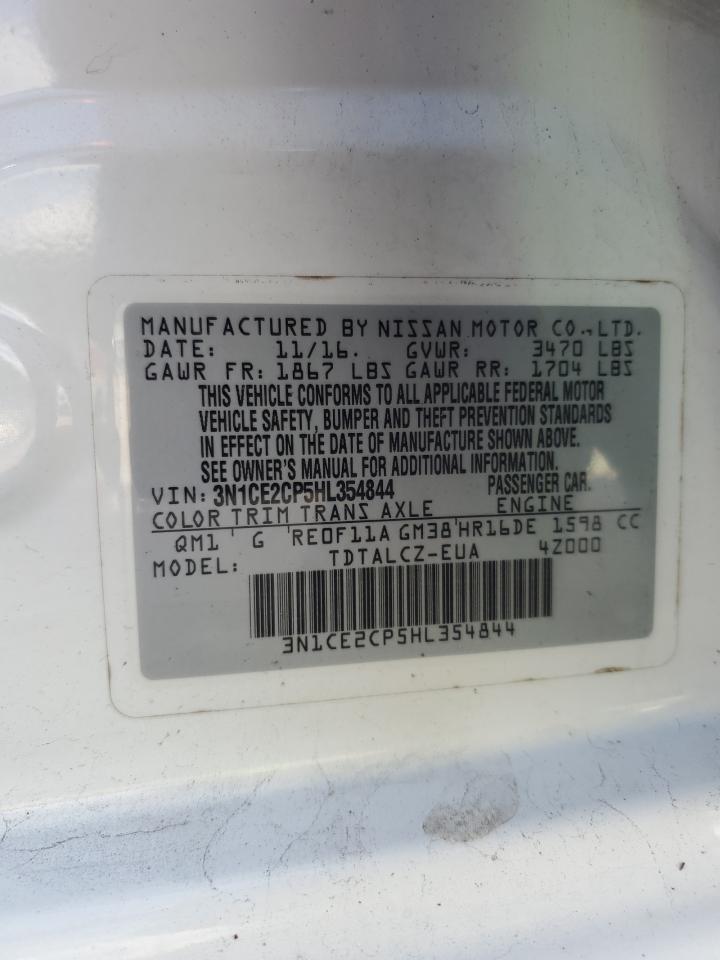 MANUFACTURED BY NISSAN MOTOR CO.,LTD.
DATE: 11/16. GVWR: 3470 LBS
GAWR FR: 1867 LBS GAWR RR: 1704 LBS
THIS VEHICLE CONFORMS TO ALL APPLICABLE FEDERAL MOTOR
VEHICLE SAFETY, BUMPER AND THEFT PREVENTION STANDARDS
IN EFFECT ON THE DATE OF MANUFACTURE SHOWN ABOVE.
SEE OWNER'S MANUAL FOR ADDITIONAL INFORMATION.
VIN: 3N1CE2CP5HL354844 PASSENGER CAR.
COLOR TRIM TRANS AXLE ENGINE
QM1 G RE0F11A GM38 HR16DE 1598 CC
MODEL: TDTALCZ-EUA 4Z000
3N1CE2CP5HL354844